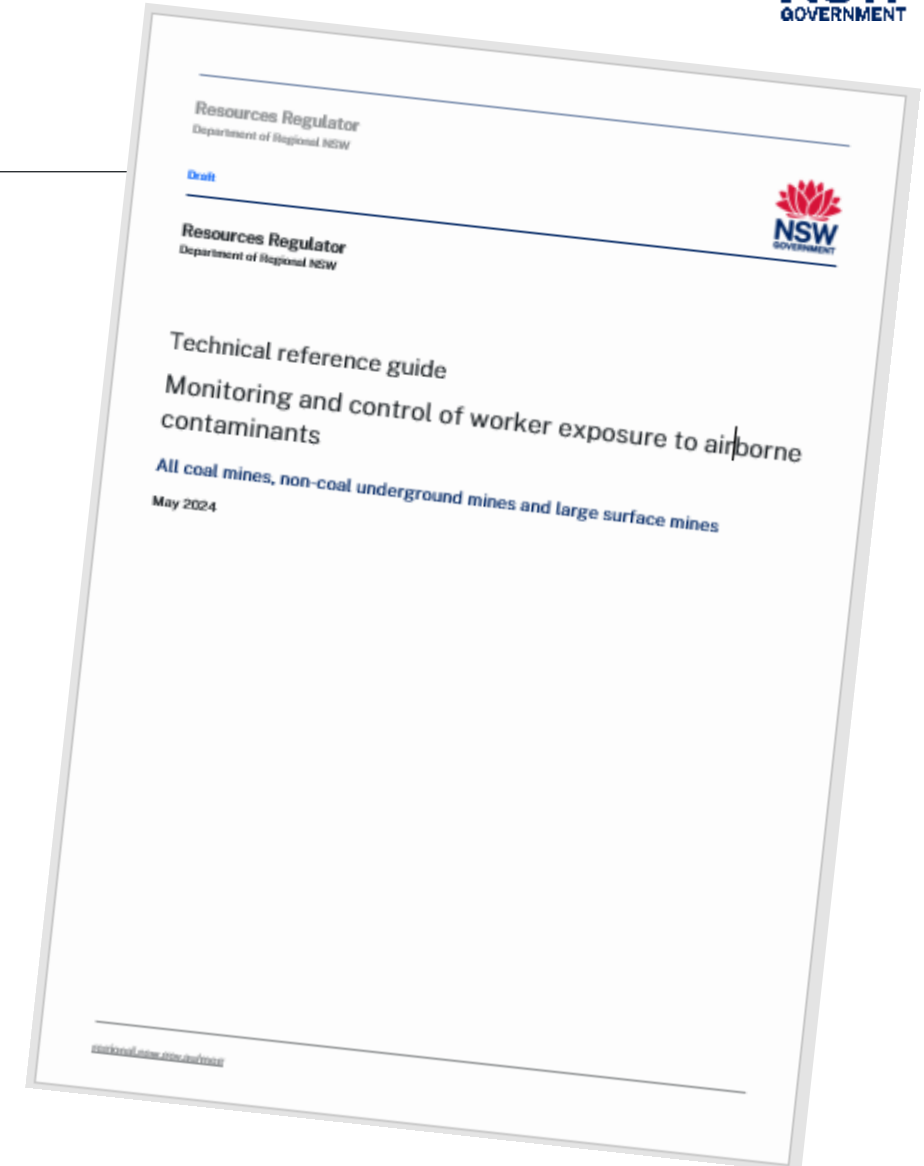 GOVERNMENT
Resources Regulator
Department of Regional NSW
Draft
NSW
GOVERNMENT
Resources Regulator
Department of Regional NSW
Technical reference guide
Monitoring and control of worker exposure to airborne
contaminants
All coal mines, non-coal underground mines and large surface mines
May 2024